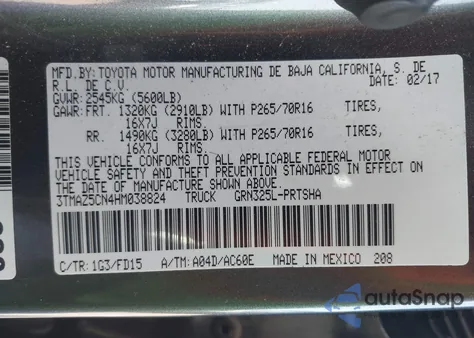 MFD.BY: TOYOTA MOTOR MANUFACTURING DE BAJA CALIFORNIA, S. DE
R.L. DE C.V. DATE: 02/17
GVWR: 2545KG (5600LB)
GAWR: FRT. 1320KG (2910LB) WITH P265/70R16 TIRES,
16X7J RIMS.
RR. 1490KG (3280LB) WITH P265/70R16 TIRES,
16X7J RIMS.
THIS VEHICLE CONFORMS TO ALL APPLICABLE FEDERAL MOTOR
VEHICLE SAFETY AND THEFT PREVENTION STANDARDS IN EFFECT ON
THE DATE OF MANUFACTURE SHOWN ABOVE.
3TMAZ5CN4HM038824 TRUCK GRN325L-PRTSHA
C/TR: 1G3/FD15 A/TM: A04D/AC60E MADE IN MEXICO 208
autoSnap